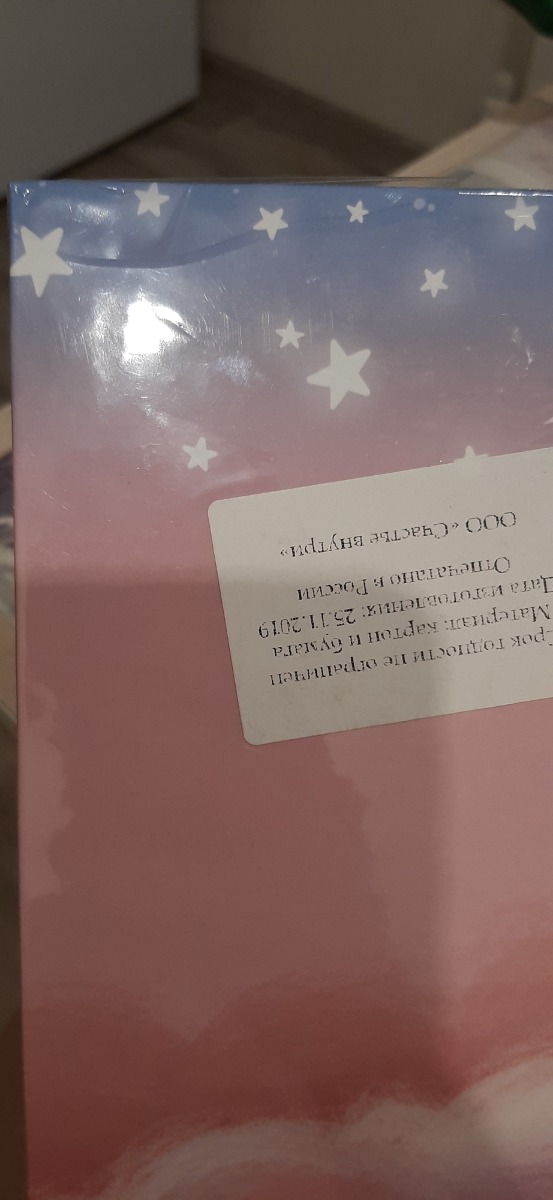 ООО «Счастье внутри»
Отпечатано в России
Дата изготовления: 25.11.2019
Материал: картон и бумага
Срок годности не ограничен